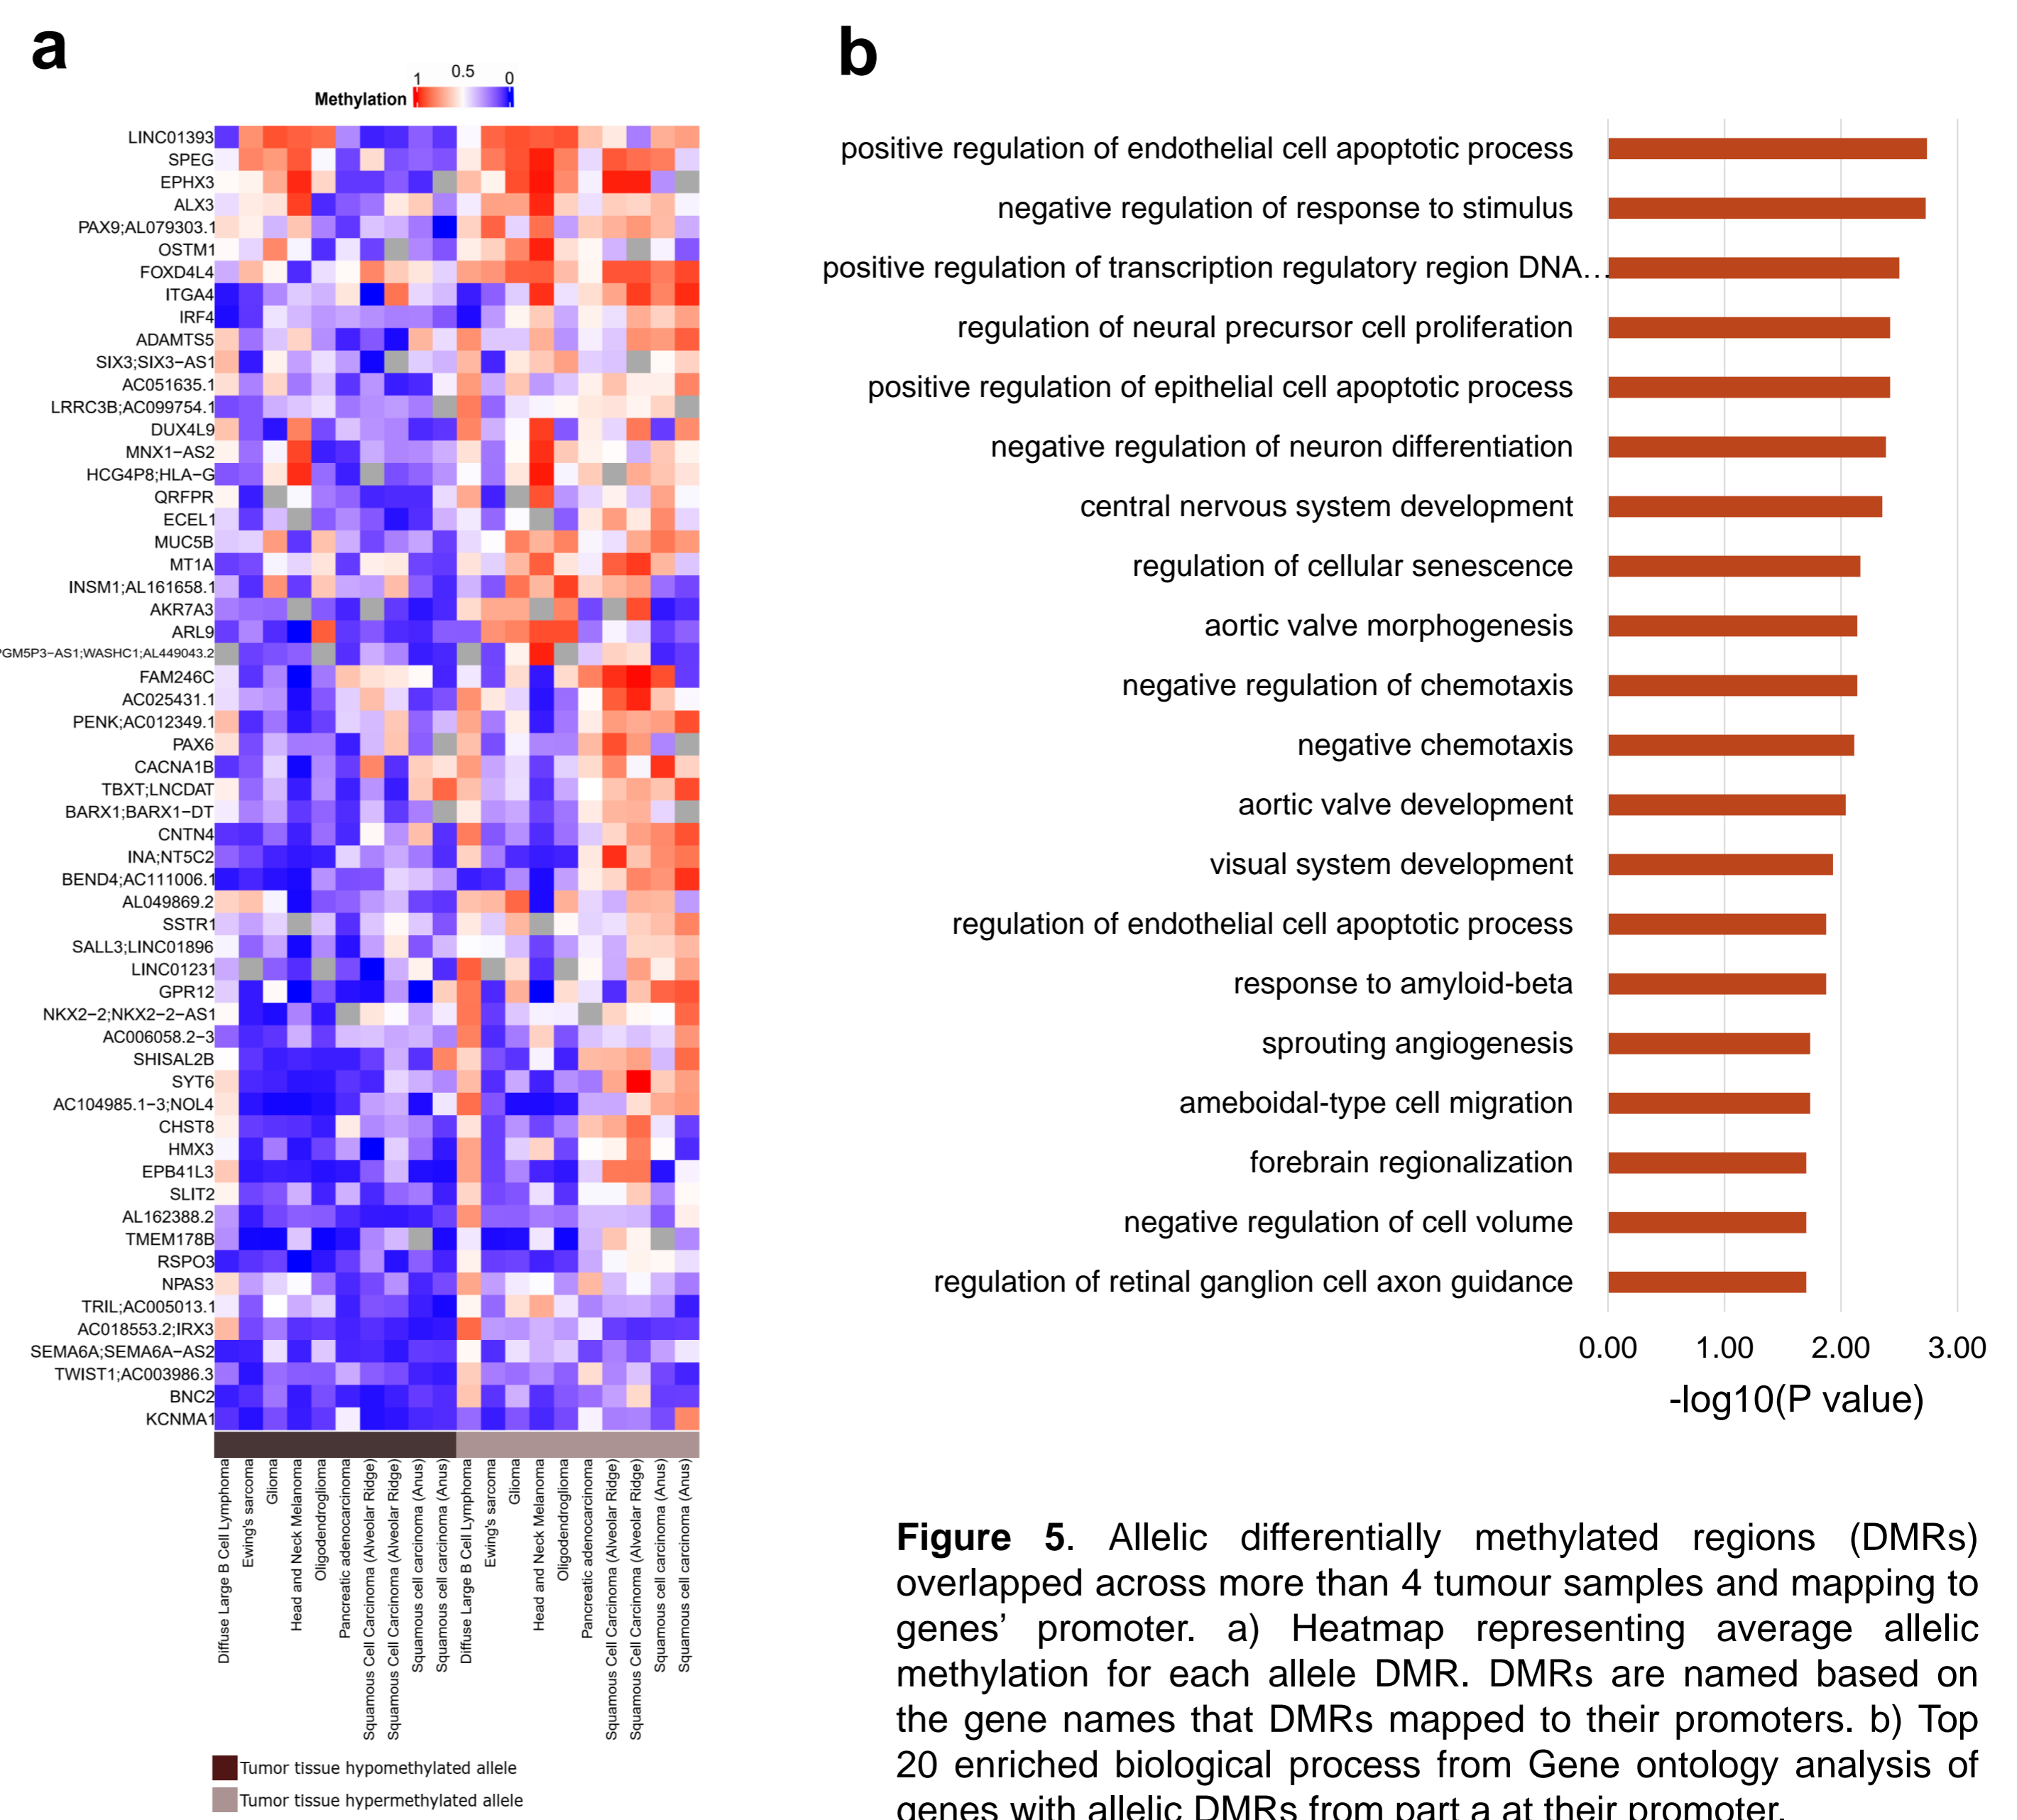 a
1 0.5 0
Methylation
LINC01393
SPEG
EPHX3
ALX3
PAX9;AL079303.1
OSTM1
FOXD4L4
ITGA4
IRF4
ADAMTS5
SIX3;SIX3−AS1
AC051635.1
LRRC3B;AC099754.1
DUX4L9
MNX1−AS2
HCG4P8;HLA−G
QRFPR
ECEL1
MUC5B
MT1A
INSM1;AL161658.1
AKR7A3
ARL9
PGM5P3−AS1;WASHC1;AL449043.2
FAM246C
AC025431.1
PENK;AC012349.1
PAX6
CACNA1B
TBXT;LNCDAT
BARX1;BARX1−DT
CNTN4
INA;NT5C2
BEND4;AC111006.1
AL049869.2
SSTR1
SALL3;LINC01896
LINC01231
GPR12
NKX2−2;NKX2−2−AS1
AC006058.2−3
SHISAL2B
SYT6
AC104985.1−3;NOL4
CHST8
HMX3
EPB41L3
SLIT2
AL162388.2
TMEM178B
RSPO3
NPAS3
TRIL;AC005013.1
AC018553.2;IRX3
SEMA6A;SEMA6A−AS2
TWIST1;AC003986.3
BNC2
KCNMA1
Diffuse Large B Cell Lymphoma
Ewing's sarcoma
Glioma
Head and Neck Melanoma
Oligodendroglioma
Pancreatic adenocarcinoma
Squamous Cell Carcinoma (Alveolar Ridge)
Squamous Cell Carcinoma (Alveolar Ridge)
Squamous cell carcinoma (Anus)
Squamous cell carcinoma (Anus)
Diffuse Large B Cell Lymphoma
Ewing's sarcoma
Glioma
Head and Neck Melanoma
Oligodendroglioma
Pancreatic adenocarcinoma
Squamous Cell Carcinoma (Alveolar Ridge)
Squamous Cell Carcinoma (Alveolar Ridge)
Squamous cell carcinoma (Anus)
Squamous cell carcinoma (Anus)
Tumor tissue hypomethylated allele
Tumor tissue hypermethylated allele
b
positive regulation of endothelial cell apoptotic process
negative regulation of response to stimulus
positive regulation of transcription regulatory region DNA…
regulation of neural precursor cell proliferation
positive regulation of epithelial cell apoptotic process
negative regulation of neuron differentiation
central nervous system development
regulation of cellular senescence
aortic valve morphogenesis
negative regulation of chemotaxis
negative chemotaxis
aortic valve development
visual system development
regulation of endothelial cell apoptotic process
response to amyloid-beta
sprouting angiogenesis
ameboidal-type cell migration
forebrain regionalization
negative regulation of cell volume
regulation of retinal ganglion cell axon guidance
0.00 1.00 2.00 3.00
-log10(P value)
Figure 5. Allelic differentially methylated regions (DMRs)
overlapped across more than 4 tumour samples and mapping to
genes’ promoter. a) Heatmap representing average allelic
methylation for each allele DMR. DMRs are named based on
the gene names that DMRs mapped to their promoters. b) Top
20 enriched biological process from Gene ontology analysis of
genes with allelic DMRs from part a at their promoter.